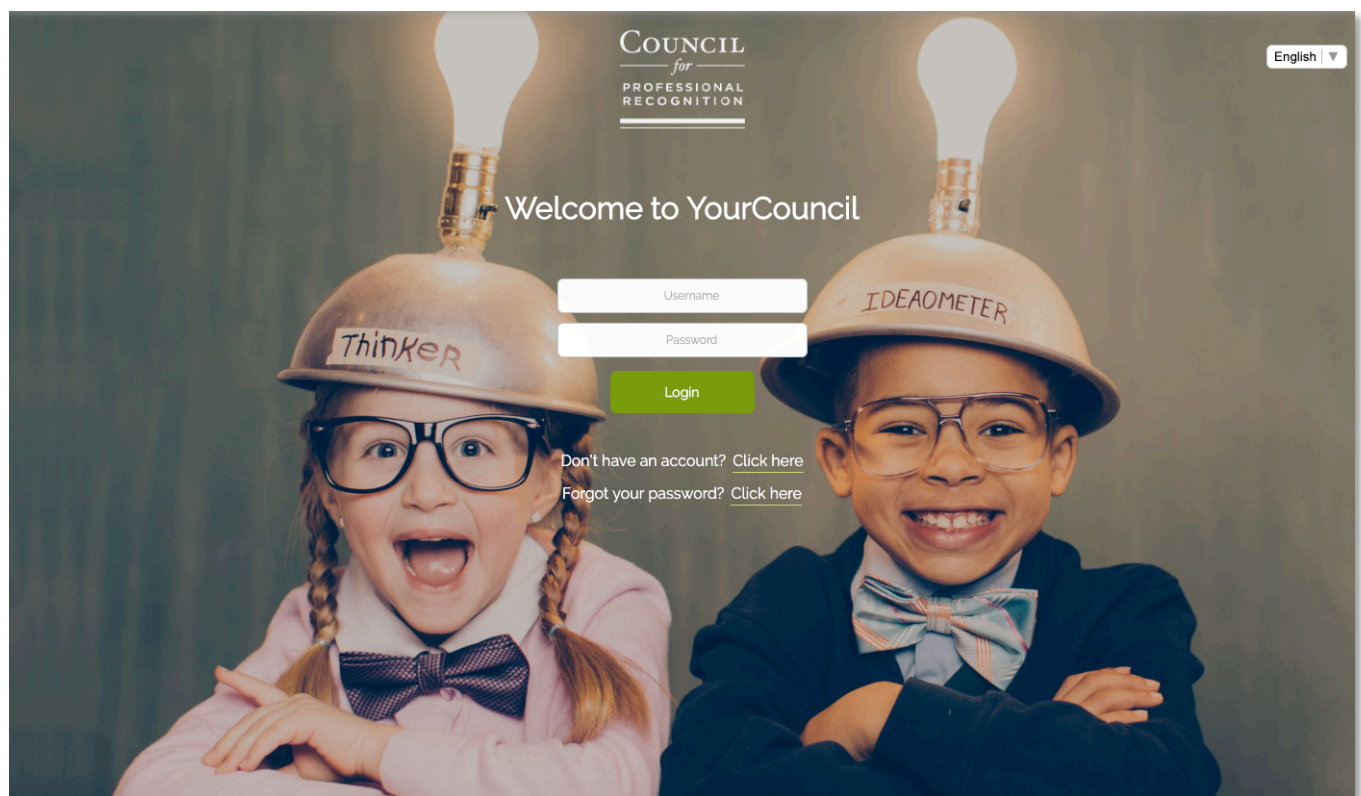 COUNCIL
for
PROFESSIONAL
RECOGNITION
English
Welcome to YourCouncil
Username
IDEAOMETER
Thinker
Password
Login
Don't have an account? Click here
Forgot your password? Click here